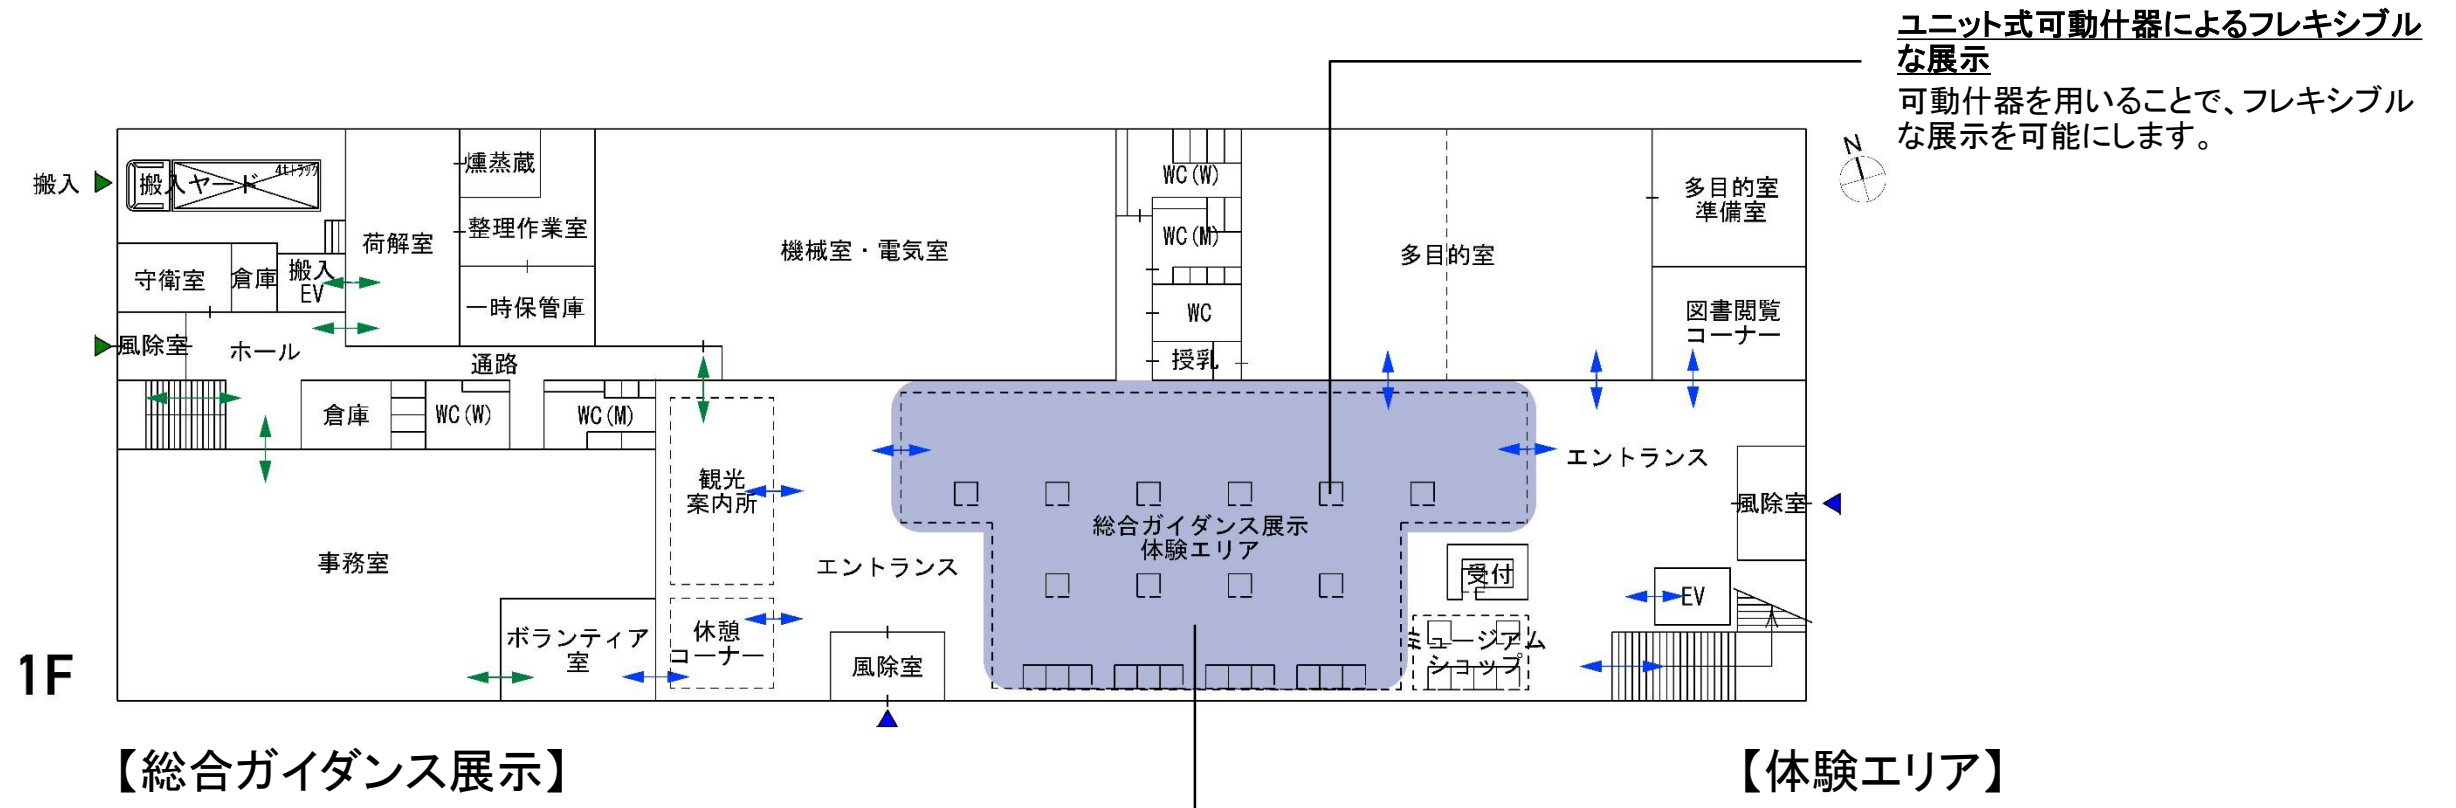 ユニット式可動什器によるフレキシブル
な展示
可動什器を用いることで、フレキシブル
な展示を可能にします。
N
搬入
搬入ヤード
4tトラック
荷解室
燻蒸蔵
整理作業室
一時保管庫
機械室・電気室
WC(W)
WC(M)
WC
授乳
多目的室
多目的室
準備室
図書閲覧
コーナー
守衛室
倉庫
搬入
EV
風除室
ホール
通路
倉庫
WC(W)
WC(M)
観光
案内所
エントランス
風除室
総合ガイダンス展示
体験エリア
事務室
エントランス
受付
EV
ボランティア
室
休憩
コーナー
風除室
ミュージアム
ショップ
1F
【総合ガイダンス展示】
【体験エリア】